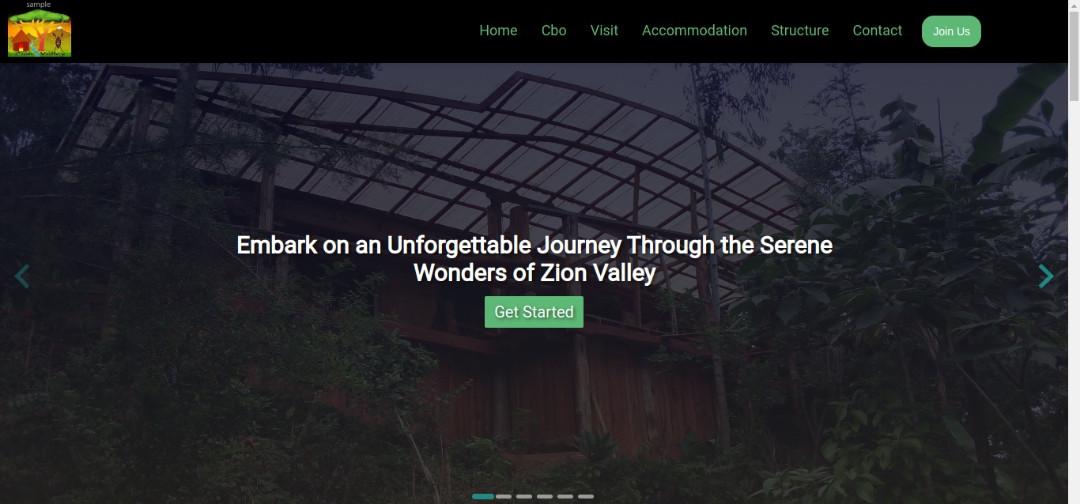 sample
Home Cbo Visit Accommodation Structure Contact Join Us
Embark on an Unforgettable Journey Through the Serene
Wonders of Zion Valley
Get Started